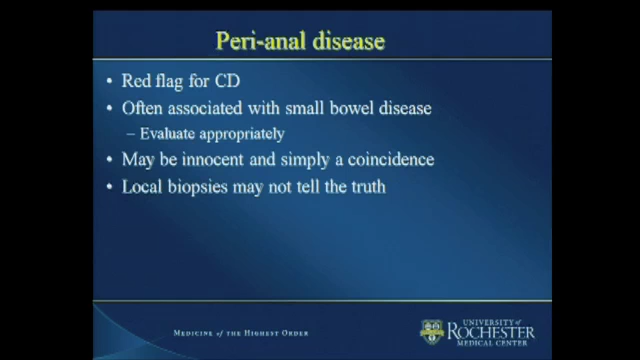 Peri-anal disease
• Red flag for CD
• Often associated with small bowel disease
– Evaluate appropriately
• May be innocent and simply a coincidence
• Local biopsies may not tell the truth
MEDICINE of THE HIGHEST ORDER
UNIVERSITY of
ROCHESTER
MEDICAL CENTER